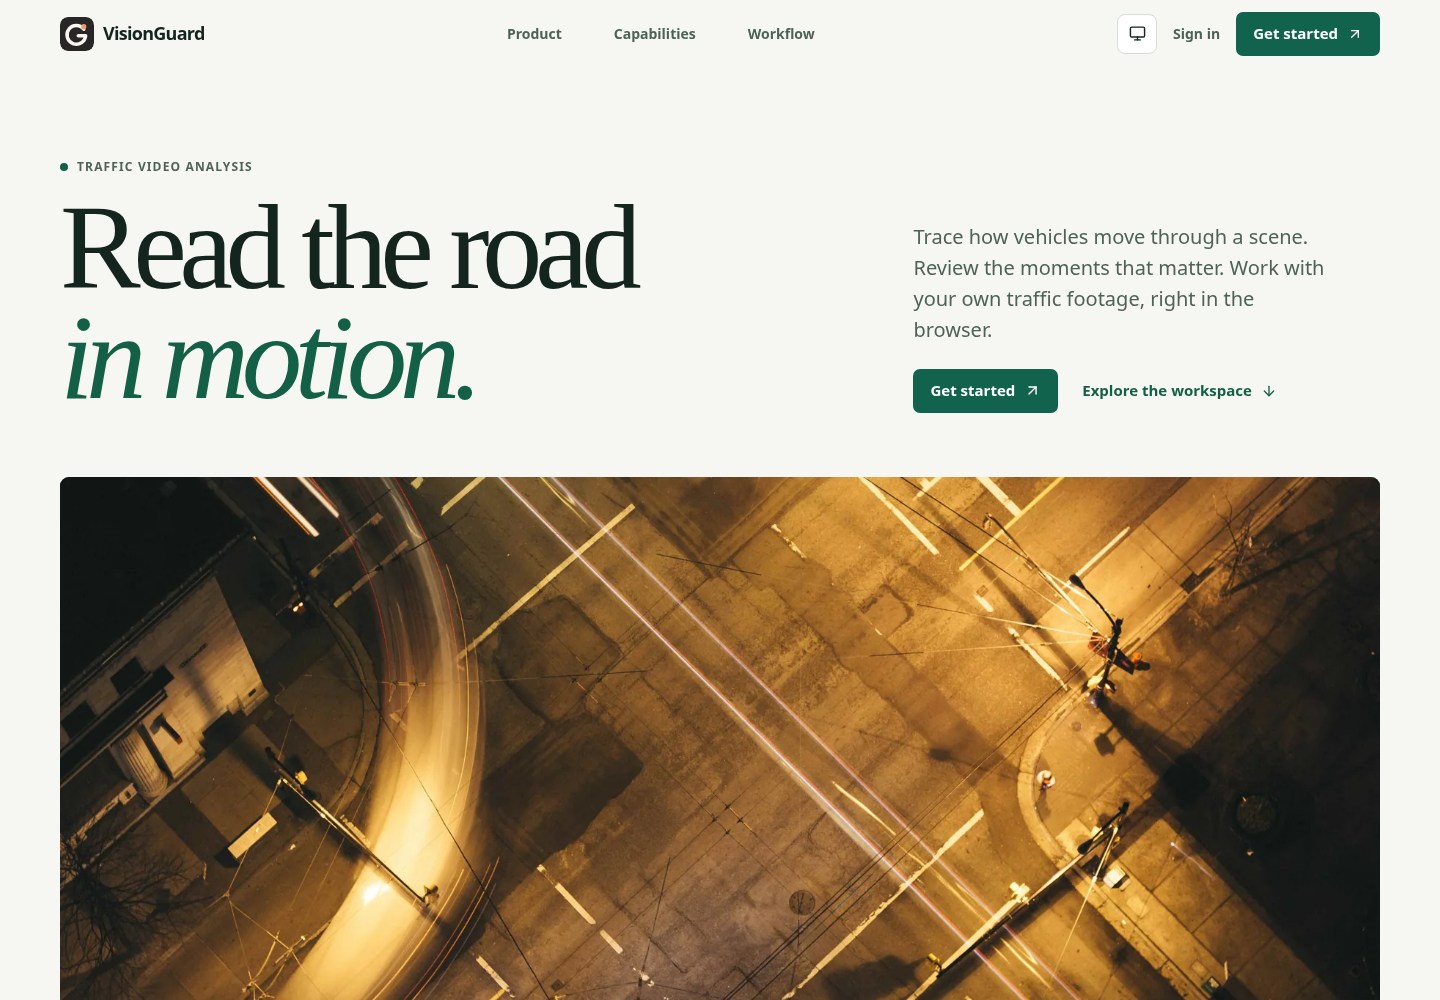 VisionGuard
Product
Capabilities
Workflow
Sign in
Get started
TRAFFIC VIDEO ANALYSIS
Read the road
in motion.
Trace how vehicles move through a scene.
Review the moments that matter. Work with
your own traffic footage, right in the
browser.
Get started
Explore the workspace